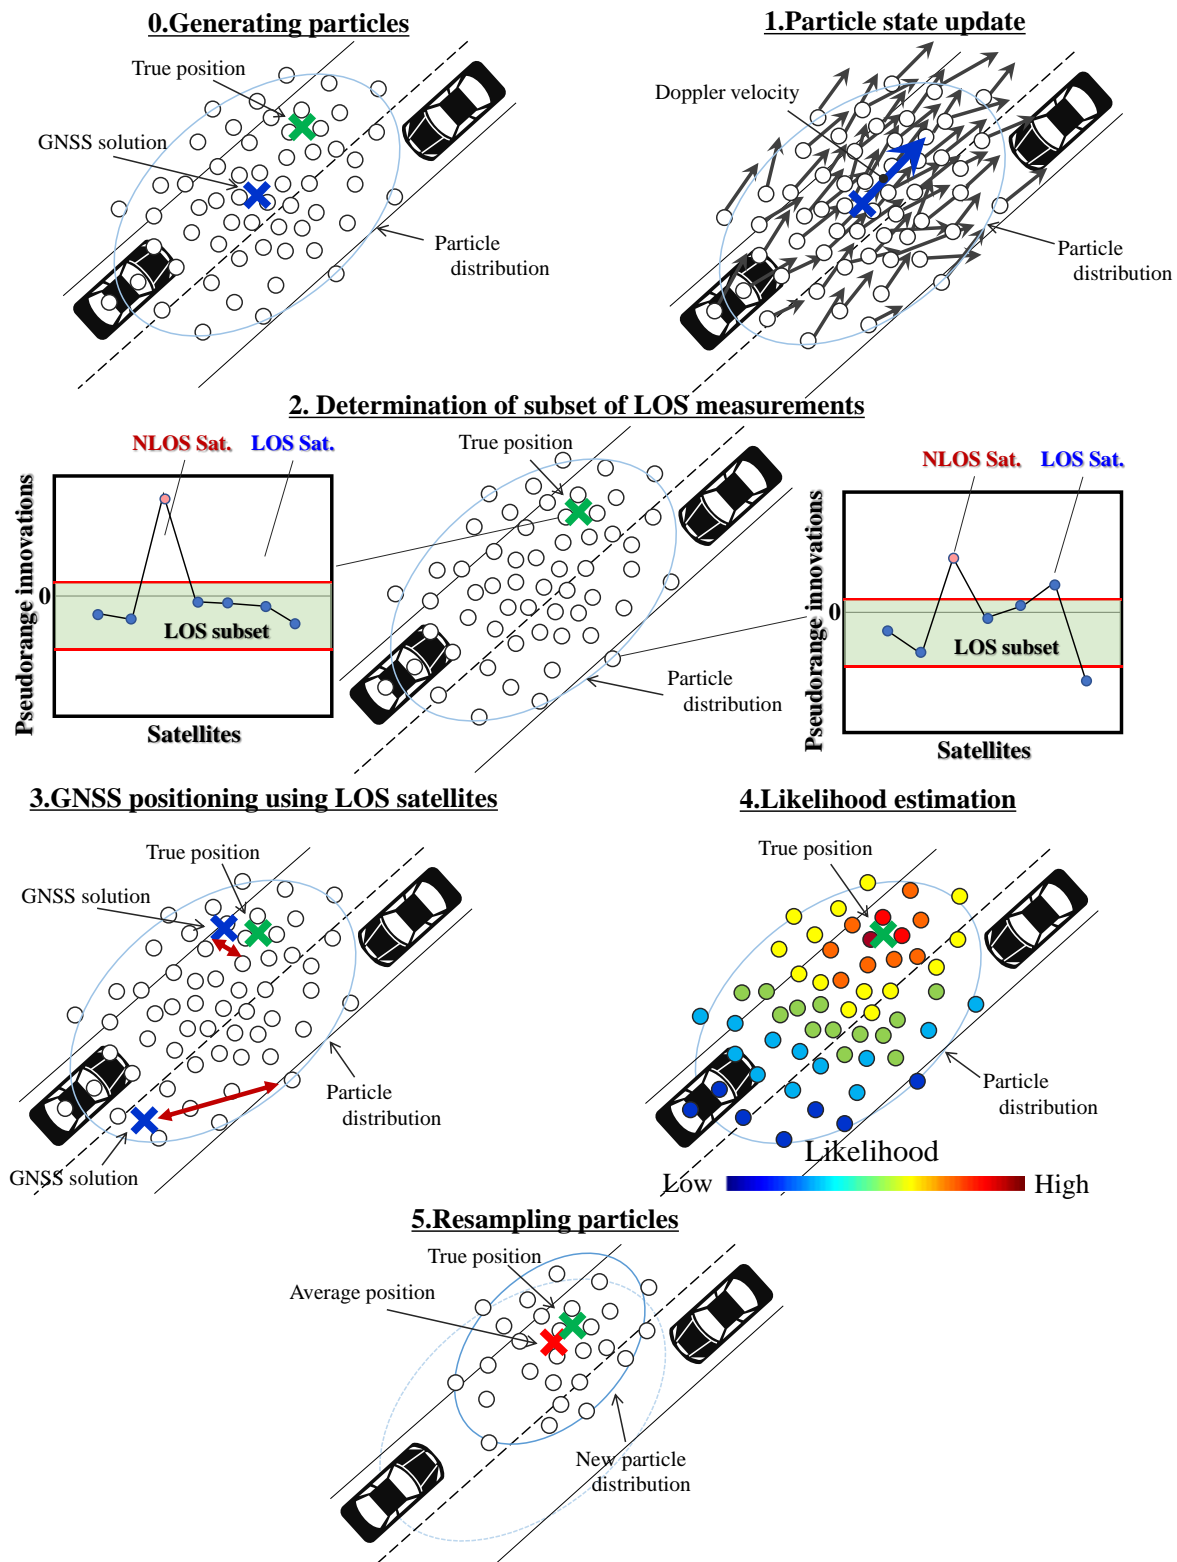 0.Generating particles
True position
GNSS solution
Particle
distribution
1.Particle state update
Doppler velocity
Particle
distribution
2. Determination of subset of LOS measurements
NLOS Sat. LOS Sat.
Pseudorange innovations
0
LOS subset
Satellites
True position
Particle
distribution
NLOS Sat. LOS Sat.
Pseudorange innovations
0
LOS subset
Satellites
3.GNSS positioning using LOS satellites
True position
GNSS solution
Particle
distribution
GNSS solution
4.Likelihood estimation
True position
Particle
distribution
Likelihood
Low High
5.Resampling particles
True position
Average position
New particle
distribution